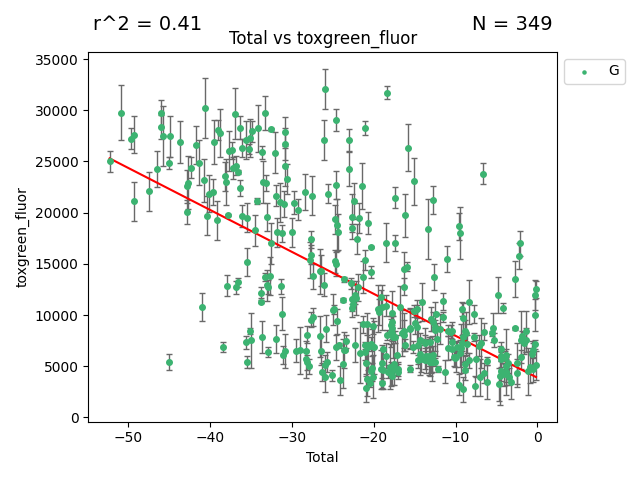 r^2 = 0.41
N = 349
Total vs toxgreen_fluor
35000
30000
25000
20000
15000
10000
5000
0
toxgreen_fluor
−50
−40
−30
−20
−10
0
Total
G